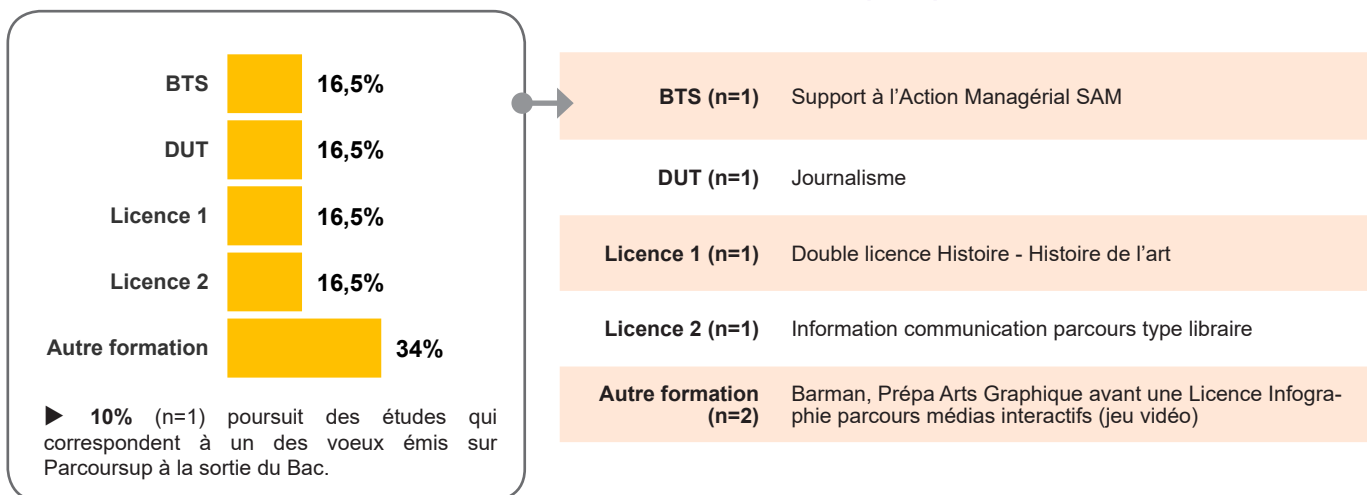 BTS 16,5%
DUT 16,5%
Licence 1 16,5%
Licence 2 16,5%
Autre formation 34%
▶ 10% (n=1) poursuit des études qui
correspondent à un des voeux émis sur
Parcoursup à la sortie du Bac.
BTS (n=1) Support à l'Action Managérial SAM
DUT (n=1) Journalisme
Licence 1 (n=1) Double licence Histoire - Histoire de l'art
Licence 2 (n=1) Information communication parcours type libraire
Autre formation Barman, Prépa Arts Graphique avant une Licence Infogra-
(n=2) phie parcours médias interactifs (jeu vidéo)